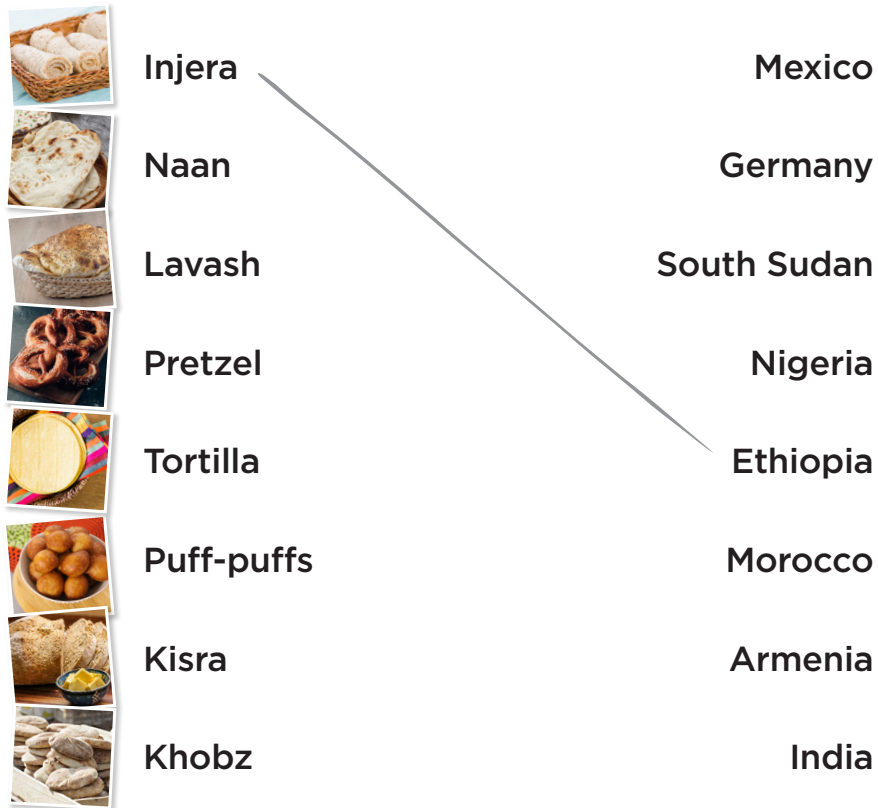 Injera
Mexico
Naan
Germany
Lavash
South Sudan
Pretzel
Nigeria
Tortilla
Ethiopia
Puff-puffs
Morocco
Kisra
Armenia
Khobz
India